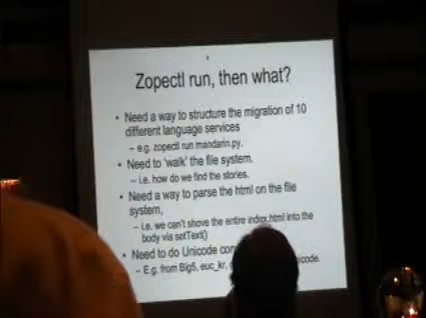 Zopectl run, then what?
• Need a way to structure the migration of 10
different language services
– e.g. zopectl run mandarin.py.
• Need to 'walk' the file system.
– i.e. how do we find the stories.
• Need a way to parse the html on the file
system,
– i.e. we can't shove the entire index.html into the
body via setText()
• Need to do Unicode
– E.g. from Big5, euc_kr,